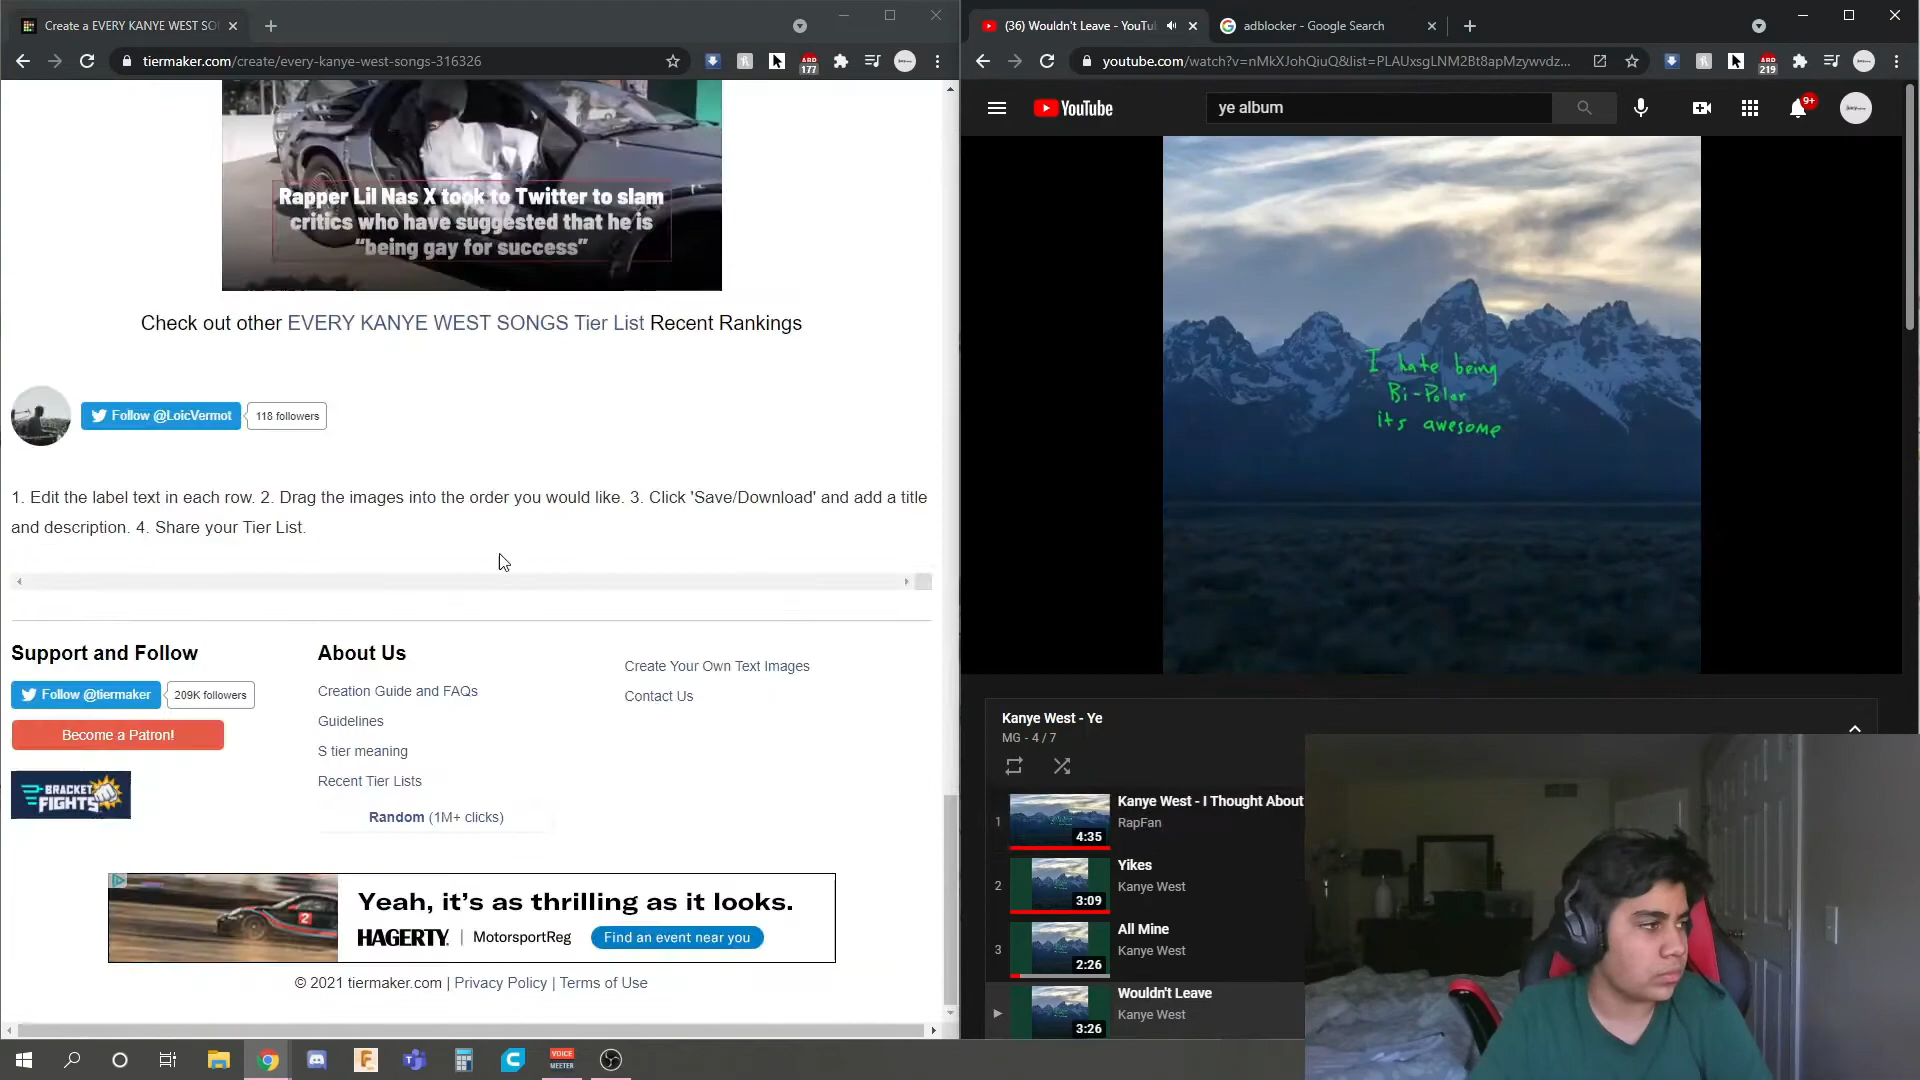 Create a EVERY KANYE WEST SO
tiermaker.com/create/every-kanye-west-songs-316326
ABP
177
Rapper Lil Nas X took to Twitter to slam
critics who have suggested that he is
“being gay for success”
Check out other EVERY KANYE WEST SONGS Tier List Recent Rankings
Follow @LoicVermot
118 followers
1. Edit the label text in each row. 2. Drag the images into the order you would like. 3. Click 'Save/Download' and add a title
and description. 4. Share your Tier List.
Support and Follow
Follow @tiermaker
209K followers
Become a Patron!
BRACKET
FIGHTS
About Us
Creation Guide and FAQs
Guidelines
S tier meaning
Recent Tier Lists
Random (1M+ clicks)
Create Your Own Text Images
Contact Us
2
Yeah, it’s as thrilling as it looks.
HAGERTY. | MotorsportReg
Find an event near you
© 2021 tiermaker.com | Privacy Policy | Terms of Use
VOICE
MEETER
(36) Wouldn't Leave - YouTu
adblocker - Google Search
youtube.com/watch?v=nMkXJohQiuQ&list=PLAUxsgLNM2Bt8apMzywvdz...
ABP
219
YouTube
ye album
9+
I hate being
Bi-Polar
its awesome
Kanye West - Ye
MG - 4 / 7
1
4:35
Kanye West - I Thought About
RapFan
2
3:09
Yikes
Kanye West
3
2:26
All Mine
Kanye West
3:26
Wouldn't Leave
Kanye West